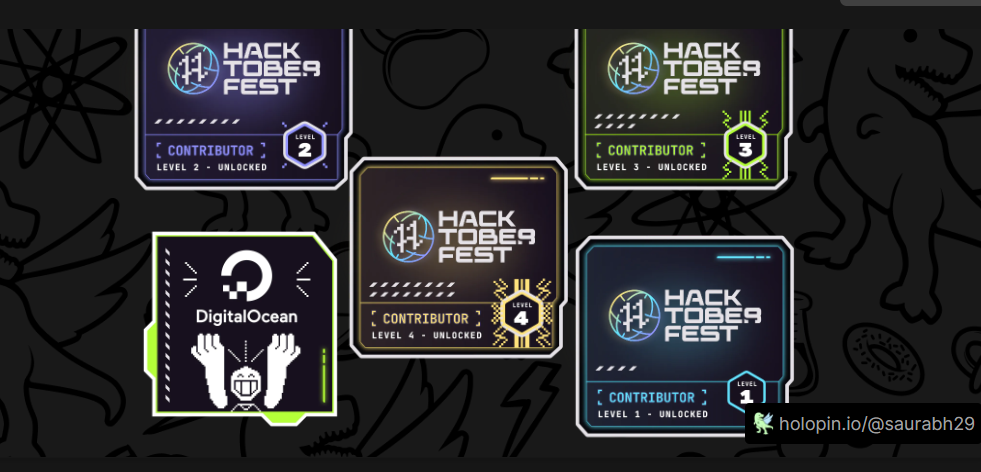 HACK
TOBER
FEST
CONTRIBUTOR
LEVEL 2 - UNLOCKED
LEVEL
2
HACK
TOBER
FEST
CONTRIBUTOR
LEVEL 3 - UNLOCKED
LEVEL
3
HACK
TOBER
FEST
CONTRIBUTOR
LEVEL 4 - UNLOCKED
LEVEL
4
DigitalOcean
HACK
TOBER
FEST
CONTRIBUTOR
LEVEL 1 - UNLOCKED
LEVEL
1
holopin.io/@saurabh29